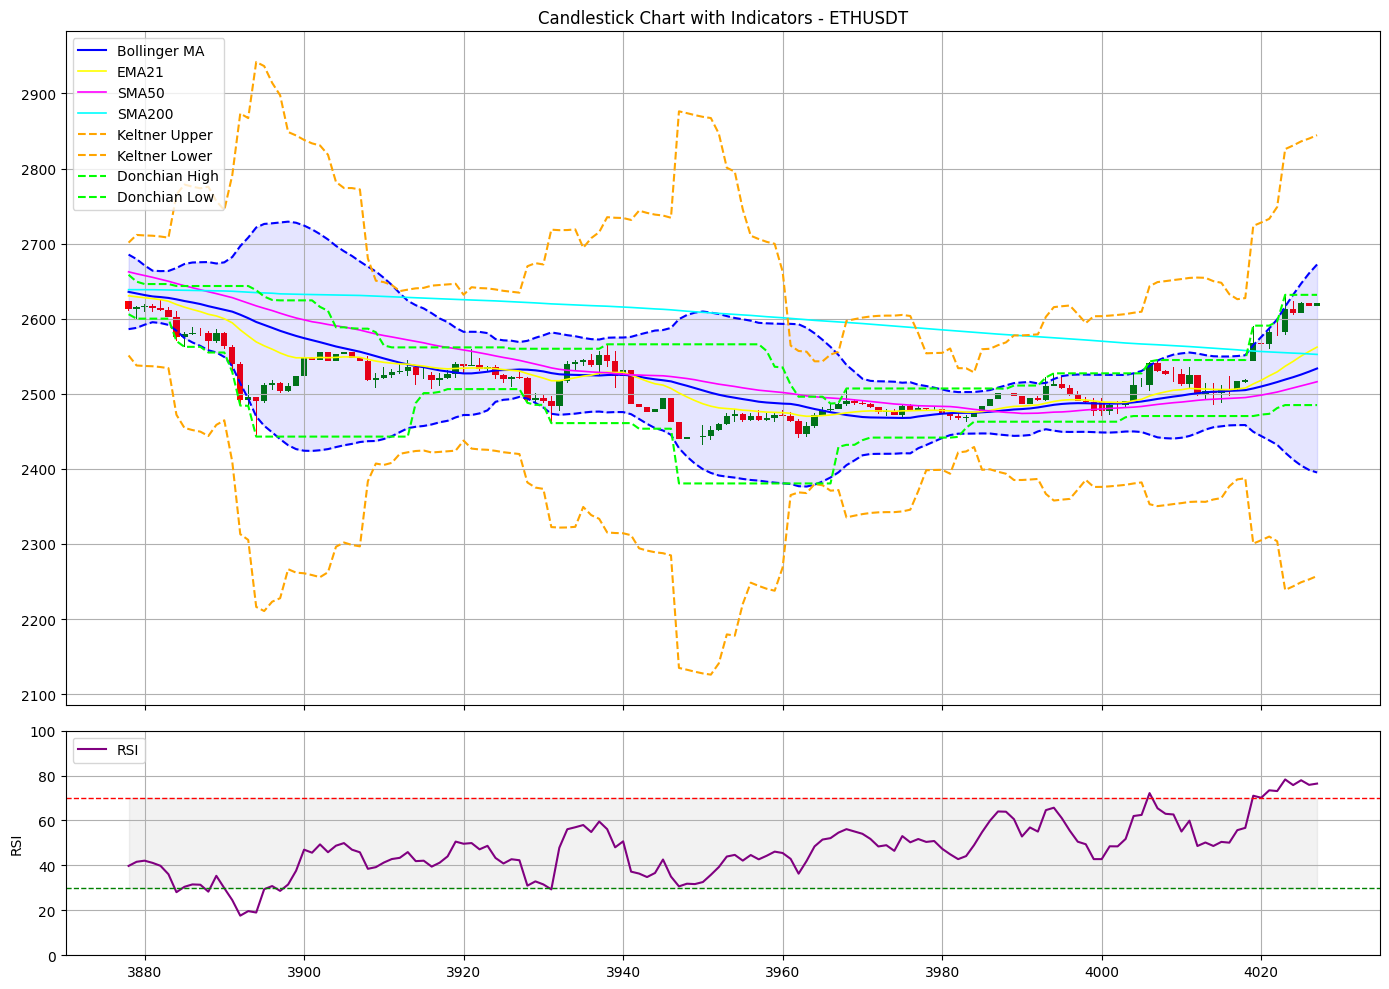 Candlestick Chart with Indicators - ETHUSDT
Bollinger MA
EMA21
SMA50
SMA200
Keltner Upper
Keltner Lower
Donchian High
Donchian Low
2900
2800
2700
2600
2500
2400
2300
2200
2100
RSI
100
80
60
40
20
0
RSI
3880 3900 3920 3940 3960 3980 4000 4020